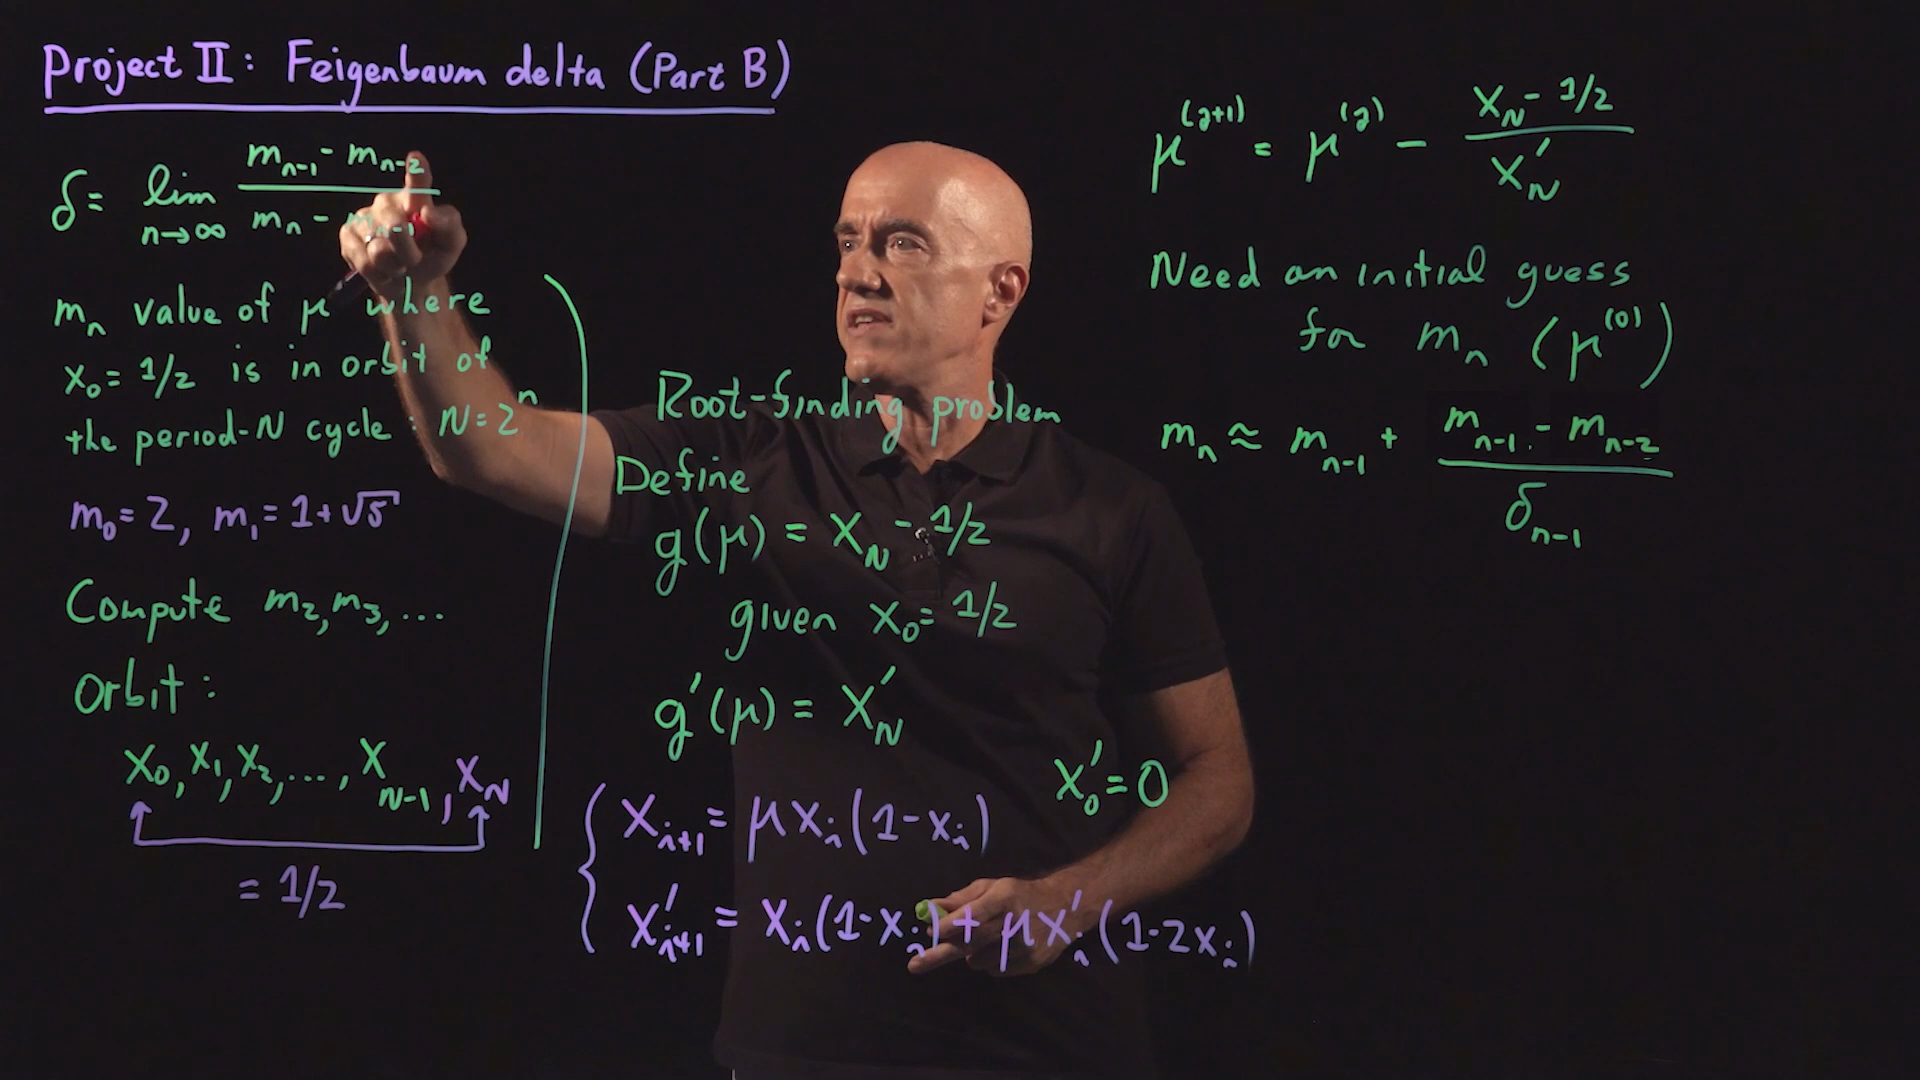 Project II: Feigenbaum delta (Part B)
δ = lim n→∞ (m_{n-1} - m_{n-2}) / (m_n - m_{n-1})
m_n value of μ where
x_0 = 1/2 is in orbit of
the period-N cycle : N = 2^n
m_0 = 2, m_1 = 1+√5
Compute m_2, m_3, ...
Orbit :
x_0, x_1, x_2, ..., x_{N-1}, x_N
= 1/2
Root-finding problem
Define
g(μ) = x_N - 1/2
given x_0 = 1/2
g'(μ) = x'_N
x'_0 = 0
x_{i+1} = μx_i(1-x_i)
x'_{i+1} = x_i(1-x_i) + μx'_i(1-2x_i)
μ^{(j+1)} = μ^{(j)} - (x_N - 1/2) / x'_N
Need an initial guess
for m_n (μ^{(0)})
m_n ≈ m_{n-1} + (m_{n-1} - m_{n-2}) / δ_{n-1}